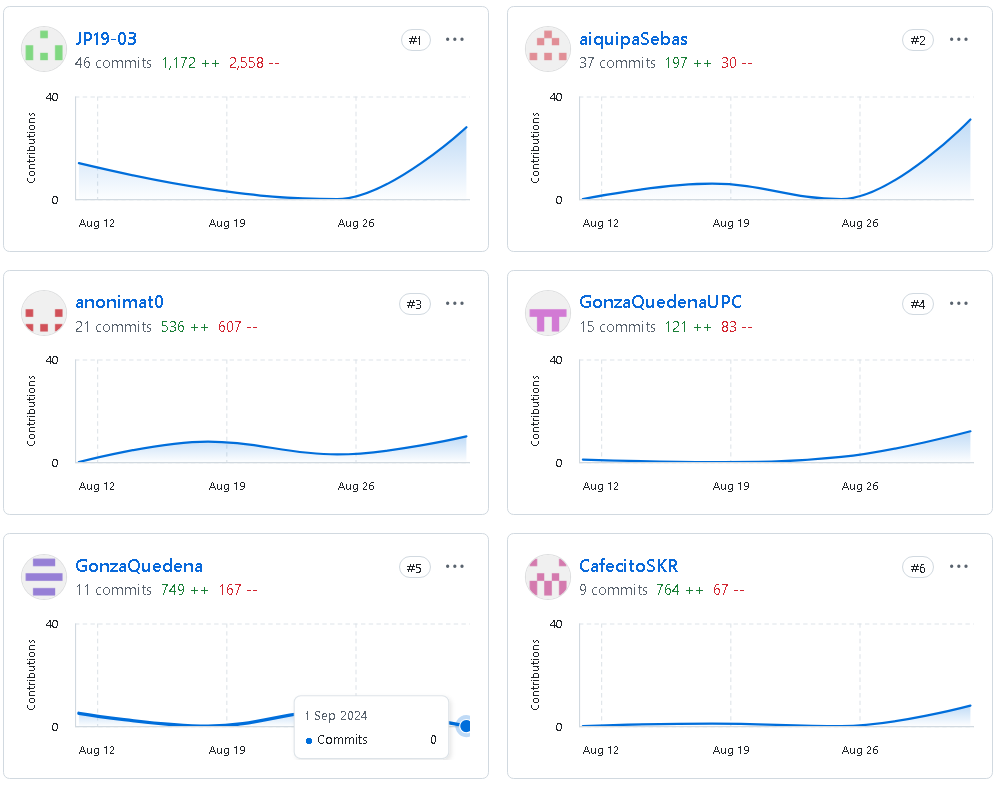 JP19-03 #1 ···
46 commits 1,172 ++ 2,558 --
40
Contributions
0
Aug 12 Aug 19 Aug 26
aiquipaSebas #2 ···
37 commits 197 ++ 30 --
40
Contributions
0
Aug 12 Aug 19 Aug 26
anonimat0 #3 ···
21 commits 536 ++ 607 --
40
Contributions
0
Aug 12 Aug 19 Aug 26
GonzaQuedenaUPC #4 ···
15 commits 121 ++ 83 --
40
Contributions
0
Aug 12 Aug 19 Aug 26
GonzaQuedena #5 ···
11 commits 749 ++ 167 --
40
Contributions
0
1 Sep 2024
Commits 0
Aug 12 Aug 19
CafecitoSKR #6 ···
9 commits 764 ++ 67 --
40
Contributions
0
Aug 12 Aug 19 Aug 26